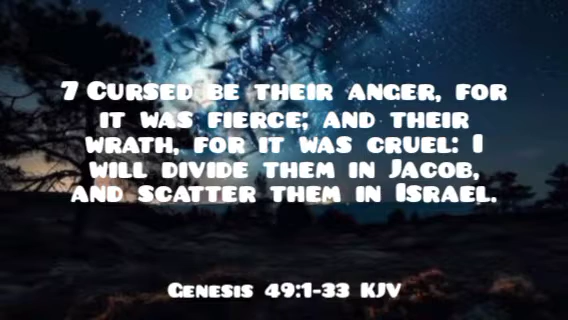 7 Cursed be their anger, for
it was fierce; and their
wrath, for it was cruel: I
will divide them in Jacob,
and scatter them in Israel.
Genesis 49:1-33 KJV